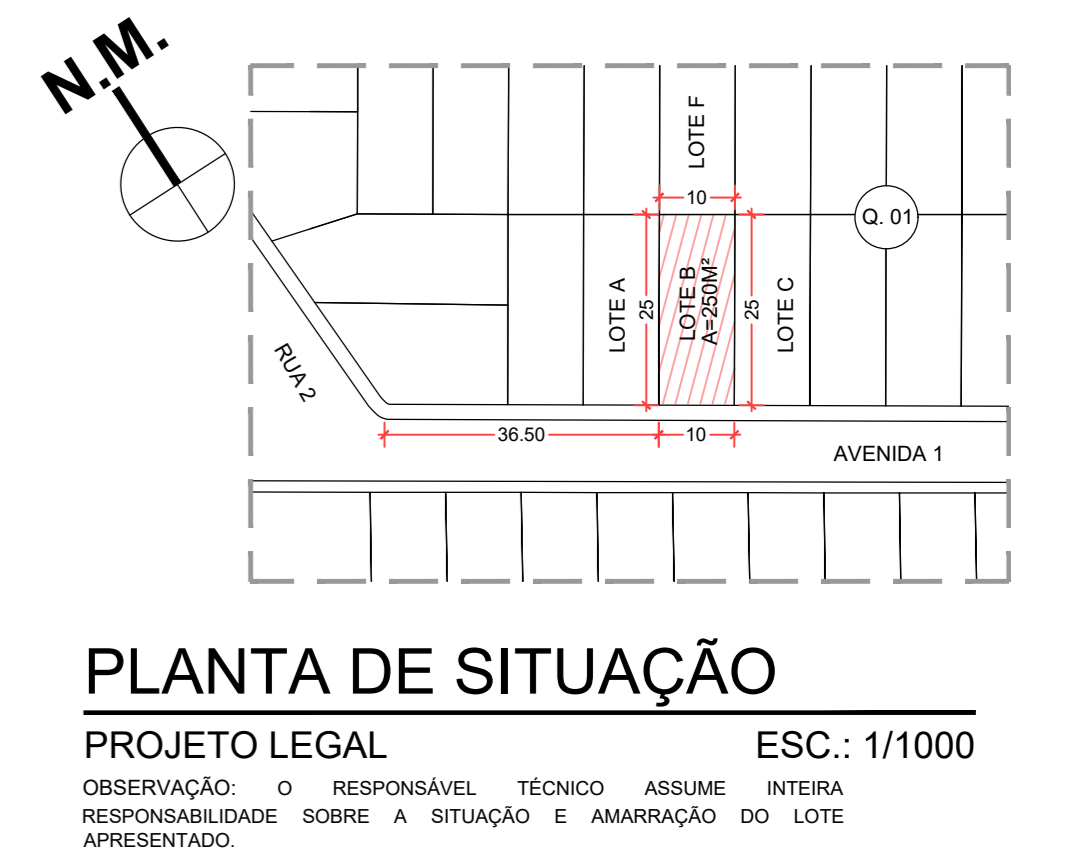 N.M.
LOTE F
10
Q. 01
LOTE A
25
LOTE B
A=250M²
25
LOTE C
RUA 2
36.50
10
AVENIDA 1
PLANTA DE SITUAÇÃO
PROJETO LEGAL
ESC.: 1/1000
OBSERVAÇÃO: O RESPONSÁVEL TÉCNICO ASSUME INTEIRA
RESPONSABILIDADE SOBRE A SITUAÇÃO E AMARRAÇÃO DO LOTE
APRESENTADO.